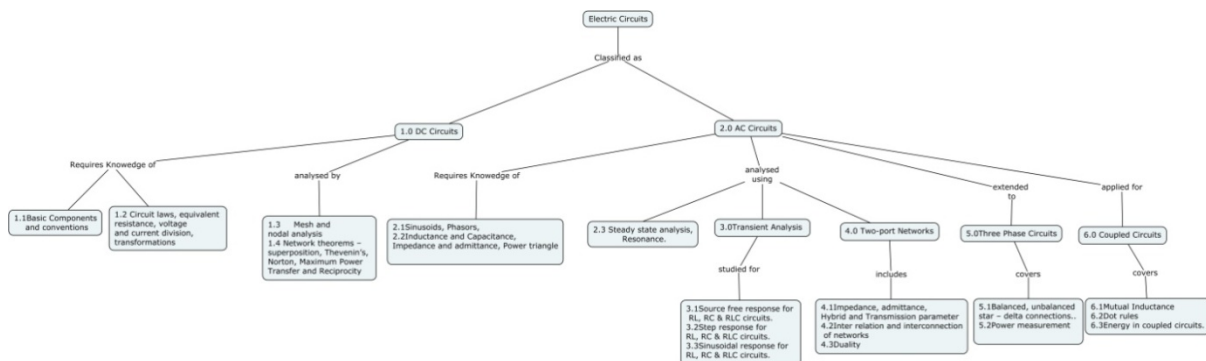 Electric Circuits
Classified as
1.0 DC Circuits
2.0 AC Circuits
Requires Knowedge of
analysed by
Requires Knowledge of
analysed
using
extended
to
applied for
1.1Basic Components
and conventions
1.2 Circuit laws, equivalent
resistance, voltage
and current division,
transformations
1.3 Mesh and
nodal analysis
1.4 Network theorems –
superposition, Thevenin's,
Norton, Maximum Power
Transfer and Reciprocity
2.1Sinusoids, Phasors,
2.2Inductance and Capacitance,
Impedance and admittance, Power triangle
2.3 Steady state analysis,
Resonance.
3.0Transient Analysis
4.0 Two-port Networks
5.0Three Phase Circuits
6.0 Coupled Circuits
studied for
includes
covers
covers
3.1Source free response for
RL, RC & RLC circuits.
3.2Step response for
RL, RC & RLC circuits.
3.3Sinusoidal response for
RL, RC & RLC circuits.
4.1Impedance, admittance,
Hybrid and Transmission parameter
4.2Inter relation and interconnection
of networks
4.3Duality
5.1Balanced, unbalanced
star – delta connections..
5.2Power measurement
6.1Mutual Inductance
6.2Dot rules
6.3Energy in coupled circuits.